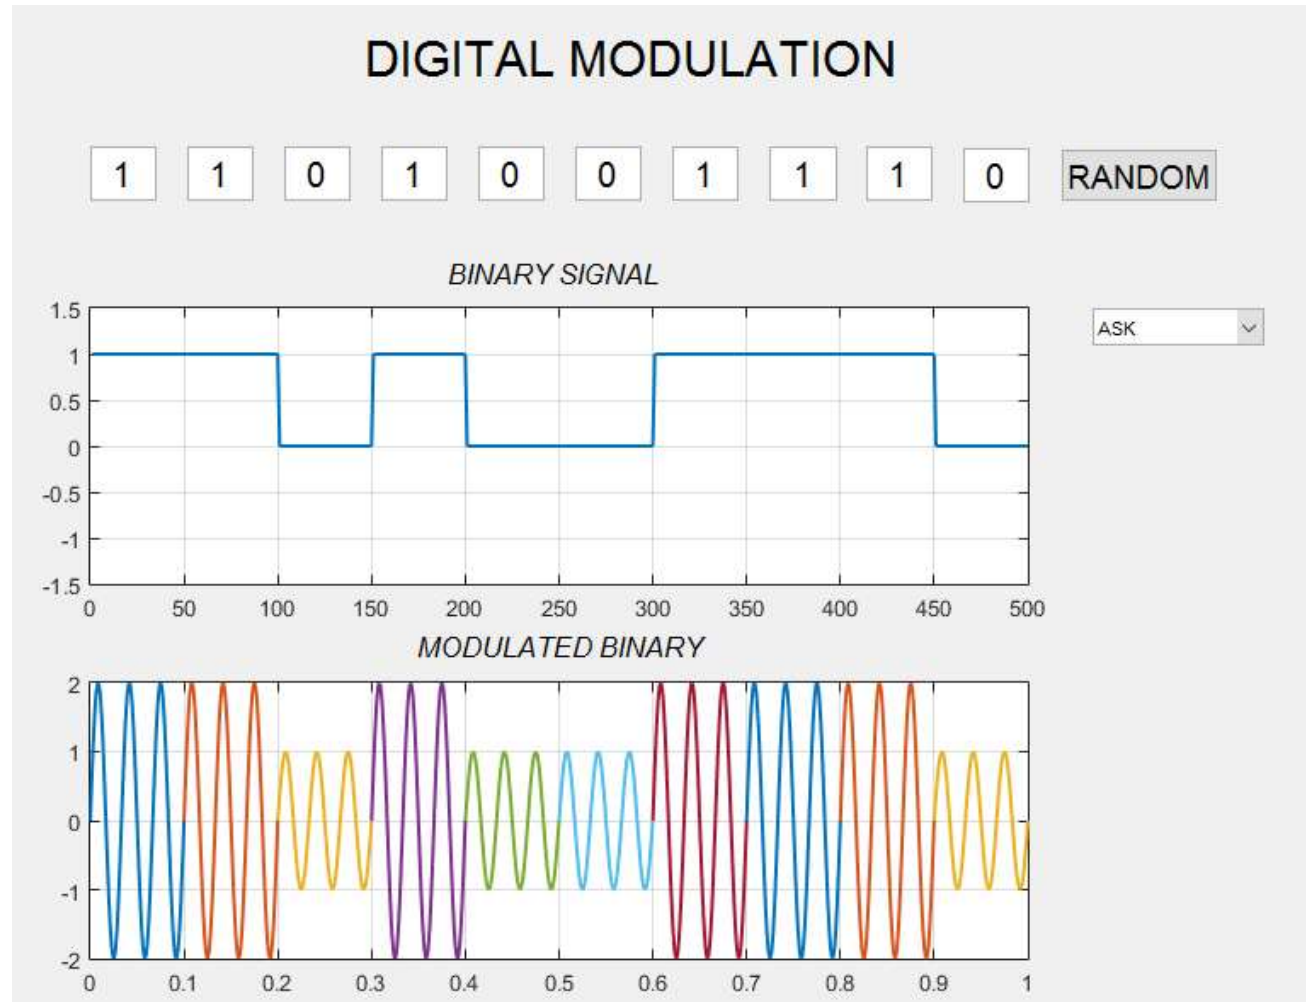 DIGITAL MODULATION
1 1 0 1 0 0 1 1 1 0 RANDOM
BINARY SIGNAL
ASK
1.5
1
0.5
0
-0.5
-1
-1.5
0 50 100 150 200 250 300 350 400 450 500
MODULATED BINARY
2
1
0
-1
-2
0 0.1 0.2 0.3 0.4 0.5 0.6 0.7 0.8 0.9 1